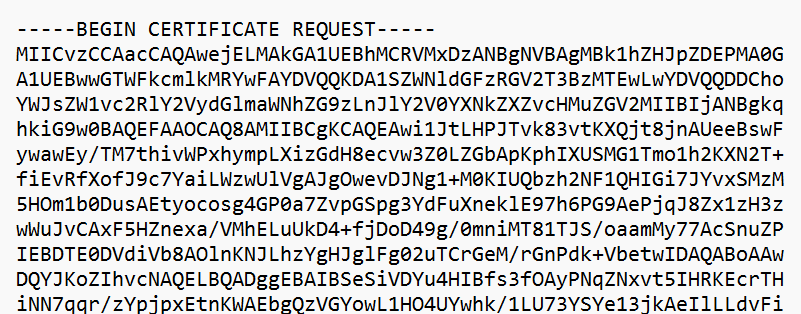 -----BEGIN CERTIFICATE REQUEST-----
MIICvzCCAacCAQAwejELMAkGA1UEBhMCRVMxDzANBgNVBAgMBk1hZHJpZDEPMA0G
A1UEBwwGTWFkcmlkMRYwFAYDVQQKDA1SZWNldGFzRGV2T3BzMTEwLwYDVQQDDCho
YWJsZW1vc2RlY2VydGlmaWNhZG9zLnJlY2V0YXNkZXZvcHMuZGV2MIIBIjANBgkq
hkiG9w0BAQEFAAOCAQ8AMIIBCgKCAQEAwi1JtLHPJTvk83vtKXQjt8jnAUeeBswF
ywawEy/TM7thivWPxhympLXizGdH8ecvw3Z0LZGbApKphIXUSMG1Tmo1h2KXN2T+
fiEvRfXofJ9c7YaiLWzwUlVgAJgOwevDJNg1+M0KIUQbzh2NF1QHIGi7JYvxSMzM
5HOm1b0DusAEtyocosg4GP0a7ZvpGSpg3YdFuXneklE97h6PG9AePjqJ8Zx1zH3z
wWuJvCAxF5HZnexa/VMhELuUkD4+fjDoD49g/0mniMT81TJS/oaamMy77AcSnuZP
IEBDTE0DVdiVb8AOlnKNJLhzYgHJglFg02uTCrGeM/rGnPdk+VbetwIDAQABoAAw
DQYJKoZIhvcNAQELBQADggEBAIBSeSiVDYu4HIBfs3fOAyPNqZNxvt5IHRKEcrTH
iNN7qqr/zYpjpxEtnKWAEbgQzVGYowL1HO4UYwhk/1LU73YSYe13jkAeIlLLdvFi